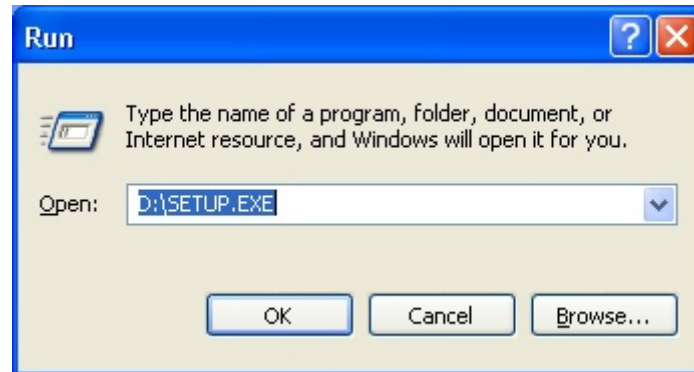 Run
Type the name of a program, folder, document, or
Internet resource, and Windows will open it for you.
Open: D:\SETUP.EXE
OK Cancel Browse...